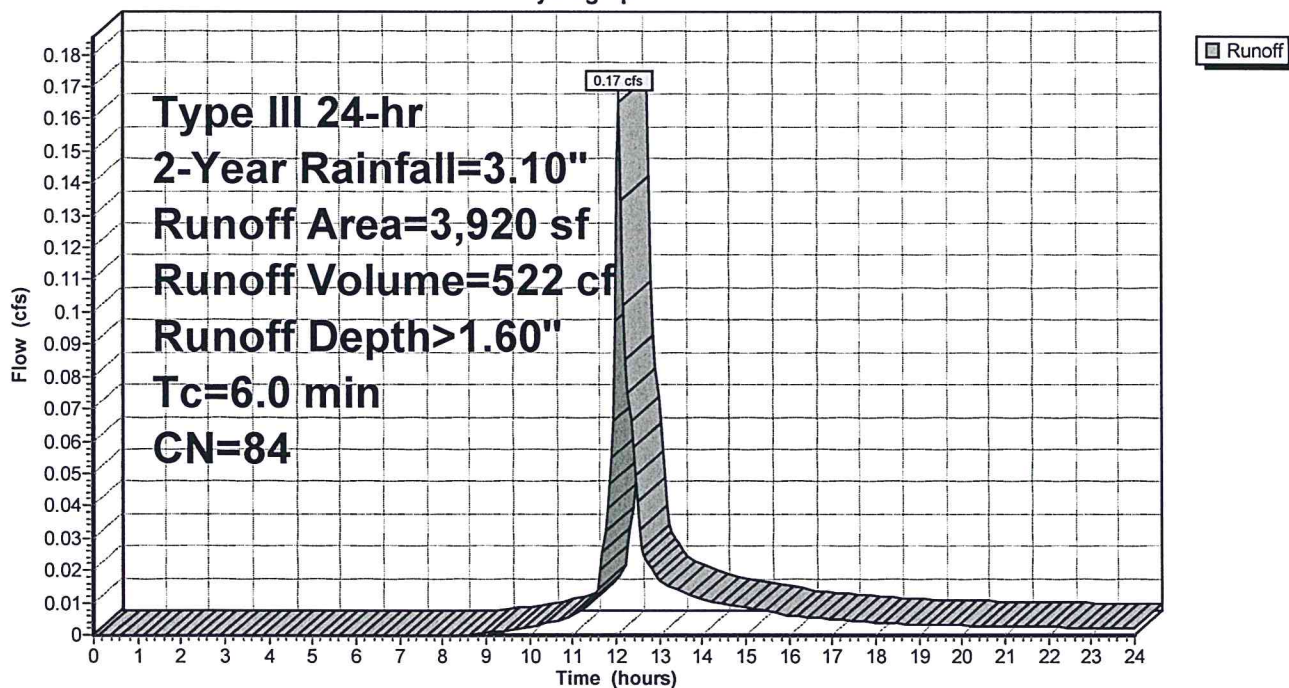 Runoff
0.17 cfs
Type III 24-hr
2-Year Rainfall=3.10"
Runoff Area=3,920 sf
Runoff Volume=522 cf
Runoff Depth>1.60"
Tc=6.0 min
CN=84
Flow (cfs)
0.18
0.17
0.16
0.15
0.14
0.13
0.12
0.11
0.1
0.09
0.08
0.07
0.06
0.05
0.04
0.03
0.02
0.01
0
0 1 2 3 4 5 6 7 8 9 10 11 12 13 14 15 16 17 18 19 20 21 22 23 24
Time (hours)